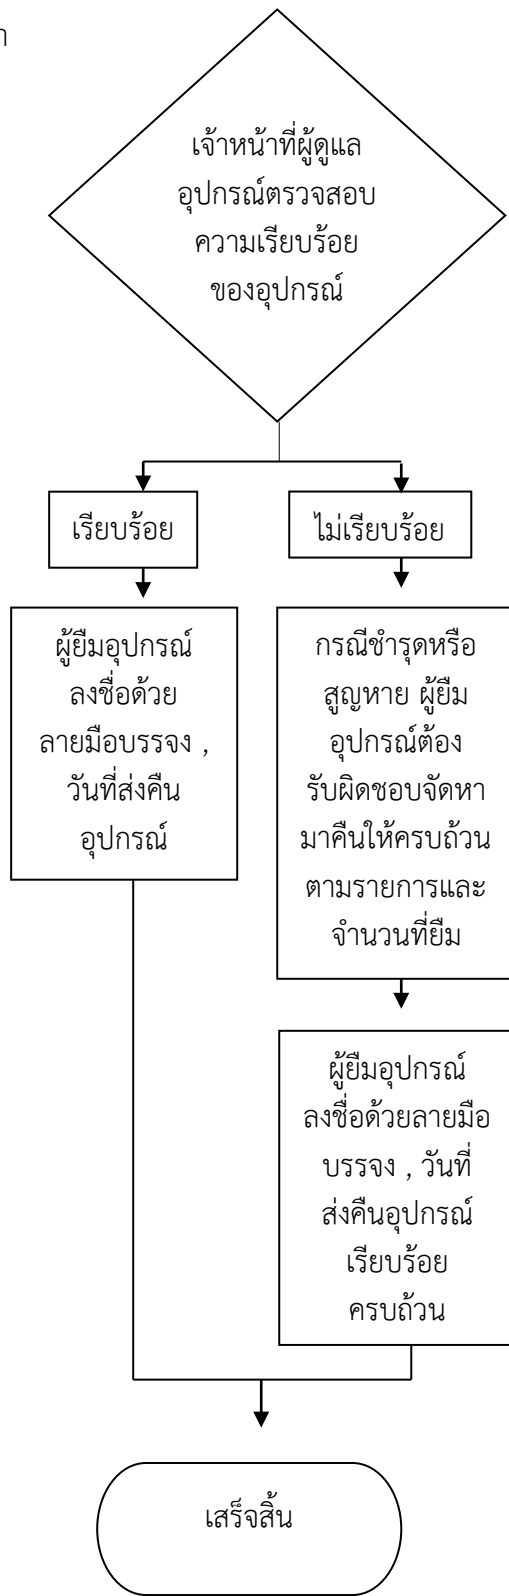 เจ้าหน้าที่ผู้ดูแล
อุปกรณ์ตรวจสอบ
ความเรียบร้อย
ของอุปกรณ์
เรียบร้อย
ไม่เรียบร้อย
ผู้ยืมอุปกรณ์
ลงชื่อด้วย
ลายมือบรรจง ,
วันที่ส่งคืน
อุปกรณ์
กรณีชำรุดหรือ
สูญหาย ผู้ยืม
อุปกรณ์ต้อง
รับผิดชอบจัดหา
มาคืนให้ครบถ้วน
ตามรายการและ
จำนวนที่ยืม
ผู้ยืมอุปกรณ์
ลงชื่อด้วยลายมือ
บรรจง , วันที่
ส่งคืนอุปกรณ์
เรียบร้อย
ครบถ้วน
เสร็จสิ้น